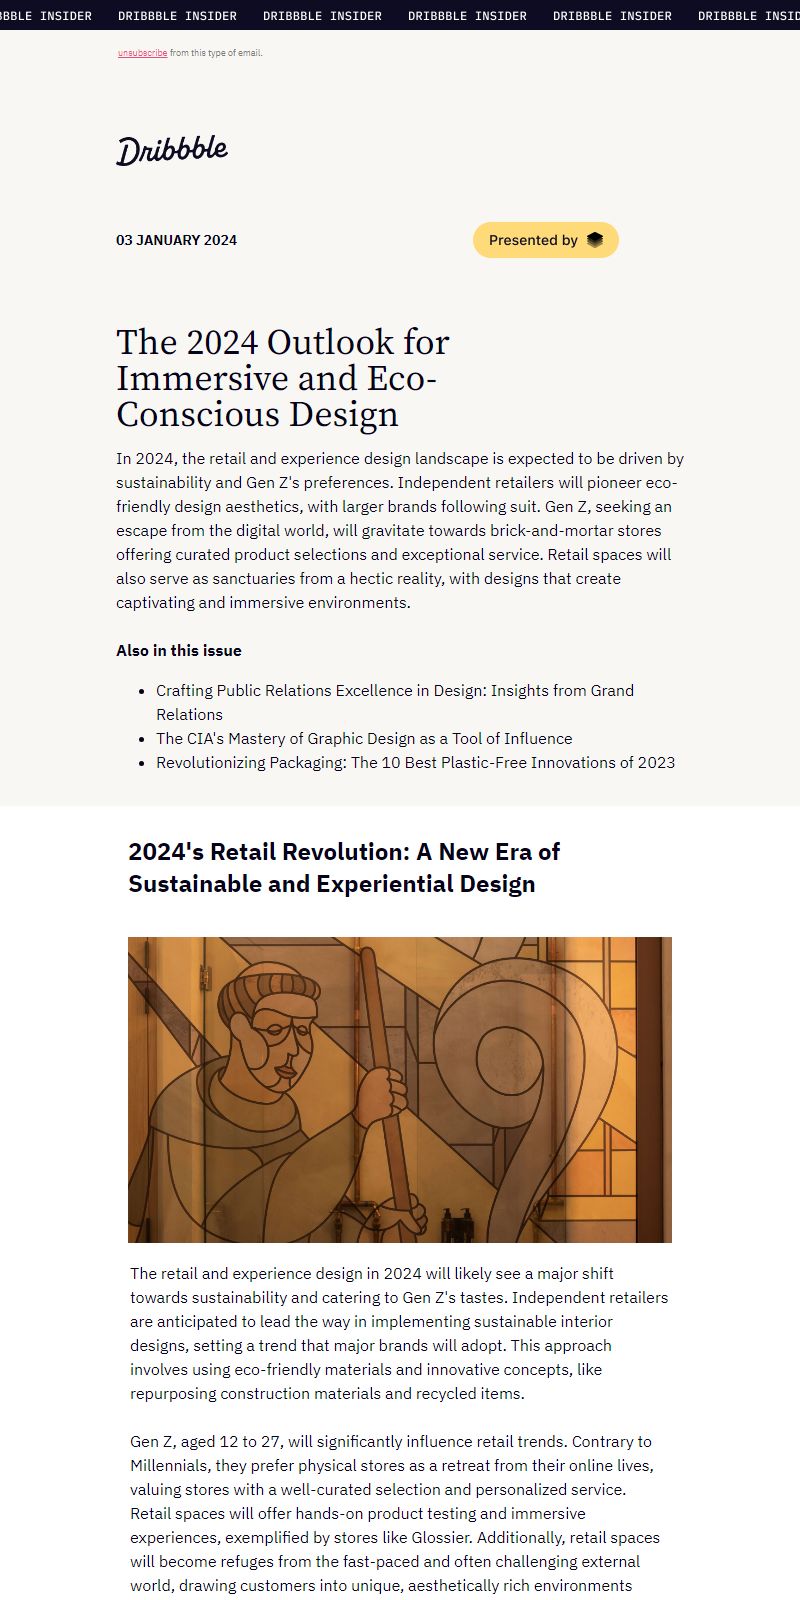 BBLE INSIDER DRIBBBLE INSIDER DRIBBBLE INSIDER DRIBBBLE INSIDER DRIBBBLE INSIDER DRIBBBLE INSID
unsubscribe from this type of email.
Dribbble
03 JANUARY 2024
Presented by
The 2024 Outlook for
Immersive and Eco-
Conscious Design
In 2024, the retail and experience design landscape is expected to be driven by
sustainability and Gen Z's preferences. Independent retailers will pioneer eco-
friendly design aesthetics, with larger brands following suit. Gen Z, seeking an
escape from the digital world, will gravitate towards brick-and-mortar stores
offering curated product selections and exceptional service. Retail spaces will
also serve as sanctuaries from a hectic reality, with designs that create
captivating and immersive environments.
Also in this issue
• Crafting Public Relations Excellence in Design: Insights from Grand
Relations
• The CIA's Mastery of Graphic Design as a Tool of Influence
• Revolutionizing Packaging: The 10 Best Plastic-Free Innovations of 2023
2024's Retail Revolution: A New Era of
Sustainable and Experiential Design
The retail and experience design in 2024 will likely see a major shift
towards sustainability and catering to Gen Z's tastes. Independent retailers
are anticipated to lead the way in implementing sustainable interior
designs, setting a trend that major brands will adopt. This approach
involves using eco-friendly materials and innovative concepts, like
repurposing construction materials and recycled items.
Gen Z, aged 12 to 27, will significantly influence retail trends. Contrary to
Millennials, they prefer physical stores as a retreat from their online lives,
valuing stores with a well-curated selection and personalized service.
Retail spaces will offer hands-on product testing and immersive
experiences, exemplified by stores like Glossier. Additionally, retail spaces
will become refuges from the fast-paced and often challenging external
world, drawing customers into unique, aesthetically rich environments